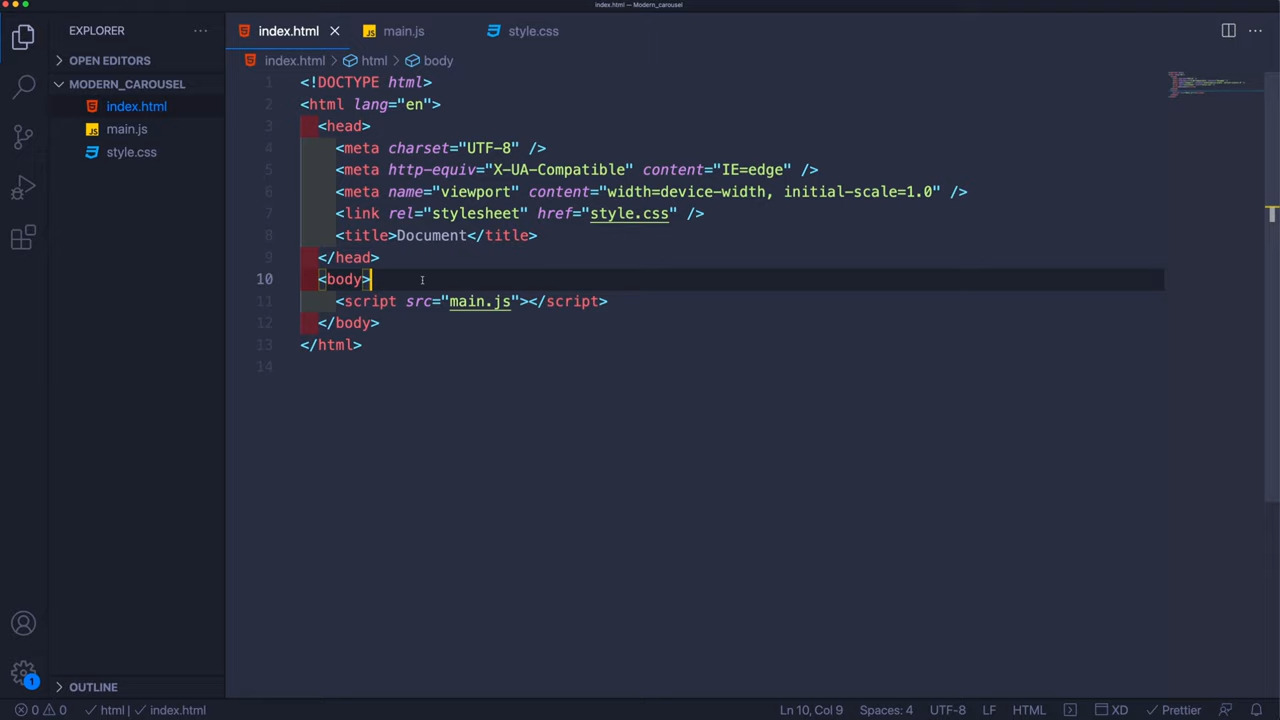 index.html — Modern_carousel
EXPLORER
OPEN EDITORS
MODERN_CAROUSEL
index.html
main.js
style.css
OUTLINE
index.html
main.js
style.css
index.html > html > body
1 <!DOCTYPE html>
2 <html lang="en">
3 <head>
4 <meta charset="UTF-8" />
5 <meta http-equiv="X-UA-Compatible" content="IE=edge" />
6 <meta name="viewport" content="width=device-width, initial-scale=1.0" />
7 <link rel="stylesheet" href="style.css" />
8 <title>Document</title>
9 </head>
10 <body>
11 <script src="main.js"></script>
12 </body>
13 </html>
14
1
0 0 html | index.html Ln 10, Col 9 Spaces: 4 UTF-8 LF HTML XD Prettier